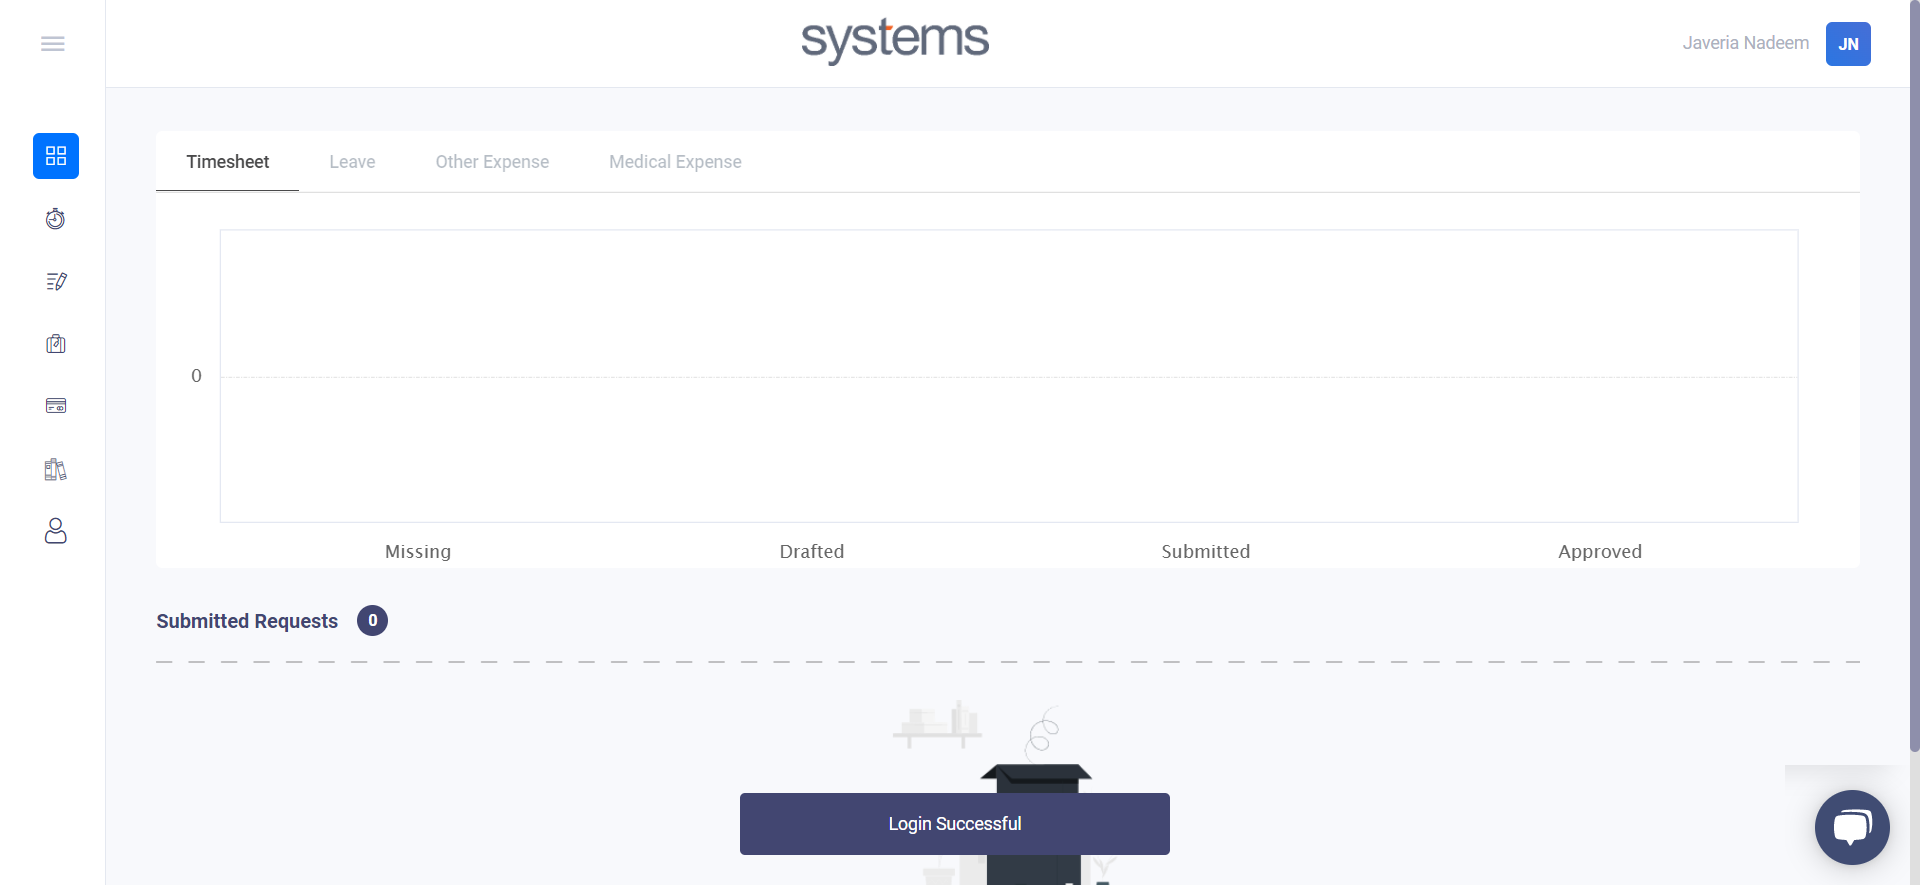 systems
Javeria Nadeem JN
Timesheet Leave Other Expense Medical Expense
0
Missing Drafted Submitted Approved
Submitted Requests 0
Login Successful